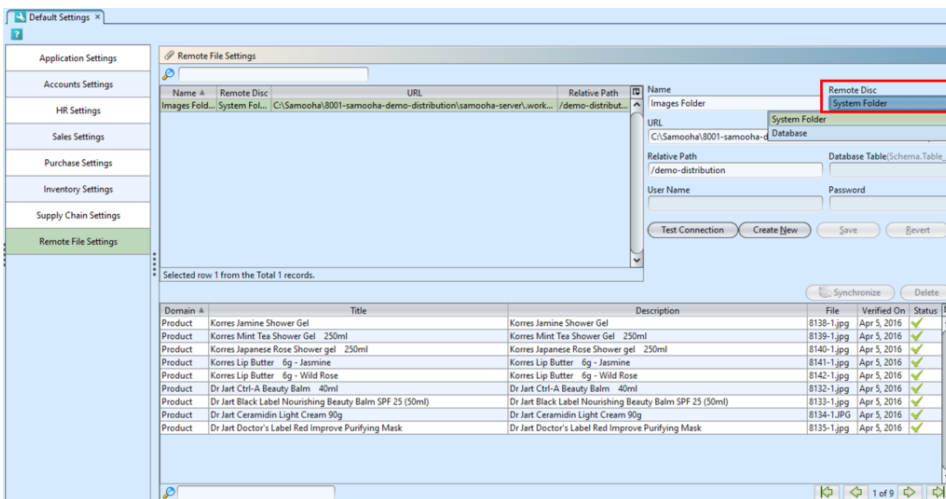 Default Settings ×
?
Application Settings
Accounts Settings
HR Settings
Sales Settings
Purchase Settings
Inventory Settings
Supply Chain Settings
Remote File Settings
Remote File Settings
Name Remote Disc URL Relative Path
Images Fold... System Fol... C:\Samooha\8001-samooha-demo-distribution\samooha-server\.work... /demo-distribut...
Selected row 1 from the Total 1 records.
Name Remote Disc
Images Folder System Folder
System Folder
Database
URL
C:\Samooha\8001-samooha-d
Relative Path Database Table(Schema.Table_
/demo-distribution
User Name Password
Test Connection Create New Save Revert
Synchronize Delete
Domain Title Description File Verified On Status
Product Korres Jamine Shower Gel Korres Jamine Shower Gel 8138-1.jpg Apr 5, 2016
Product Korres Mint Tea Shower Gel 250ml Korres Mint Tea Shower Gel 250ml 8139-1.jpg Apr 5, 2016
Product Korres Japanese Rose Shower gel 250ml Korres Japanese Rose Shower gel 250ml 8140-1.jpg Apr 5, 2016
Product Korres Lip Butter 6g - Jasmine Korres Lip Butter 6g - Jasmine 8141-1.jpg Apr 5, 2016
Product Korres Lip Butter 6g - Wild Rose Korres Lip Butter 6g - Wild Rose 8142-1.jpg Apr 5, 2016
Product Dr Jart Ctrl-A Beauty Balm 40ml Dr Jart Ctrl-A Beauty Balm 40ml 8132-1.jpg Apr 5, 2016
Product Dr Jart Black Label Nourishing Beauty Balm SPF 25 (50ml) Dr Jart Black Label Nourishing Beauty Balm SPF 25 (50ml) 8133-1.jpg Apr 5, 2016
Product Dr Jart Ceramidin Light Cream 90g Dr Jart Ceramidin Light Cream 90g 8134-1.JPG Apr 5, 2016
Product Dr Jart Doctor's Label Red Improve Purifying Mask Dr Jart Doctor's Label Red Improve Purifying Mask 8135-1.jpg Apr 5, 2016
1 of 9